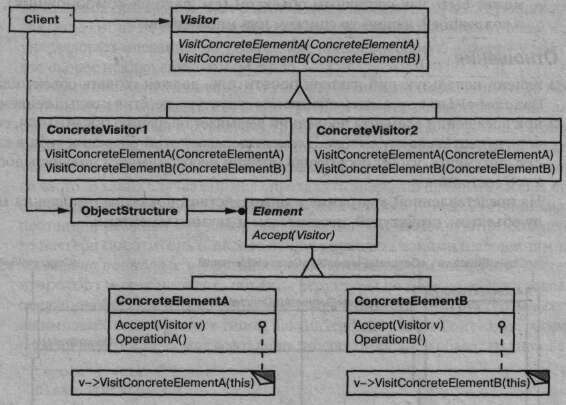 Client
Visitor
VisitConcreteElementA(ConcreteElementA)
VisitConcreteElementB(ConcreteElementB)
ConcreteVisitor1
VisitConcreteElementA(ConcreteElementA)
VisitConcreteElementB(ConcreteElementB)
ConcreteVisitor2
VisitConcreteElementA(ConcreteElementA)
VisitConcreteElementB(ConcreteElementB)
ObjectStructure
Element
Accept(Visitor)
ConcreteElementA
Accept(Visitor v)
OperationA()
v->VisitConcreteElementA(this)
ConcreteElementB
Accept(Visitor v)
OperationB()
v->VisitConcreteElementB(this)